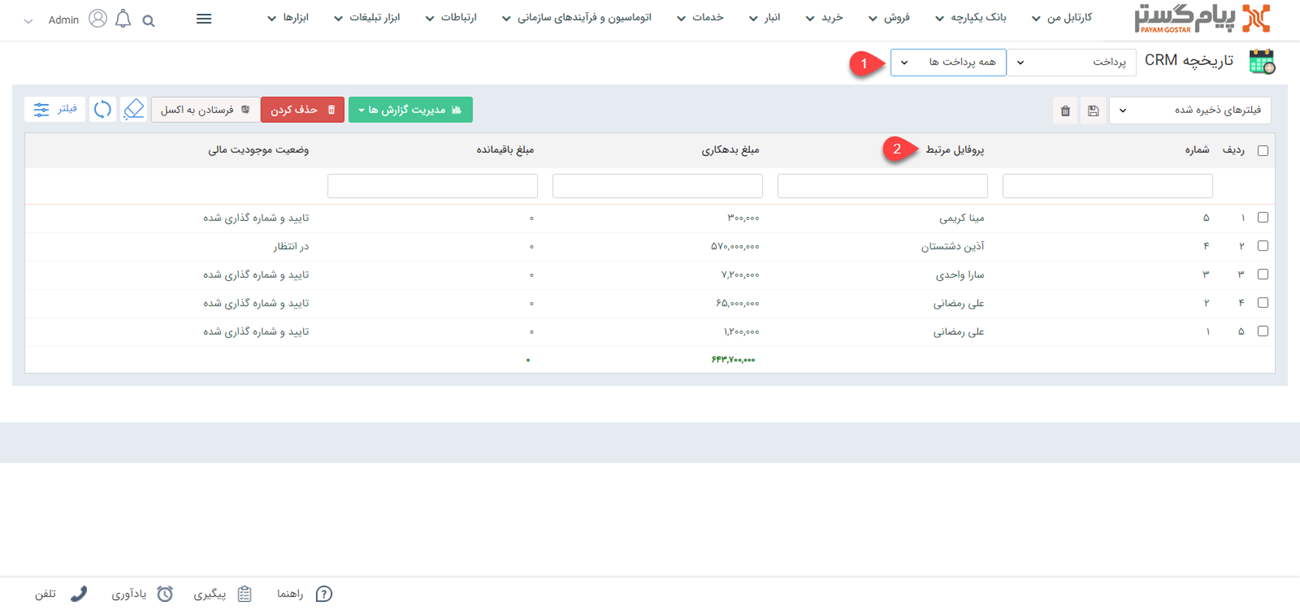 پیام گستر کارتابل من بانک یکپارچه فروش خرید انبار خدمات ارتباطات اتوماسیون و فرآیندهای سازمانی ابزار تبلیغات ابزارها Admin
PAYAM GOSTAR
تاریخچه CRM پرداخت همه پرداخت ها 1
فیلترهای ذخیره شده مدیریت گزارش ها حذف کردن فرستادن به اکسل فیلتر
ردیف شماره پروفایل مرتبط 2 مبلغ بدهکاری مبلغ باقیمانده وضعیت موجودیت مالی
۱ ۵ مینا کریمی ۳۰۰,۰۰۰ ۰ تایید و شماره گذاری شده
۲ ۴ آذین دشتستان ۵۷۰,۰۰۰,۰۰۰ ۰ در انتظار
۳ ۳ سارا واحدی ۷,۲۰۰,۰۰۰ ۰ تایید و شماره گذاری شده
۴ ۲ علی رمضانی ۶۵,۰۰۰,۰۰۰ ۰ تایید و شماره گذاری شده
۵ ۱ علی رمضانی ۱,۲۰۰,۰۰۰ ۰ تایید و شماره گذاری شده
۶۴۳,۷۰۰,۰۰۰ ۰
راهنما پیگیری یادآوری تلفن